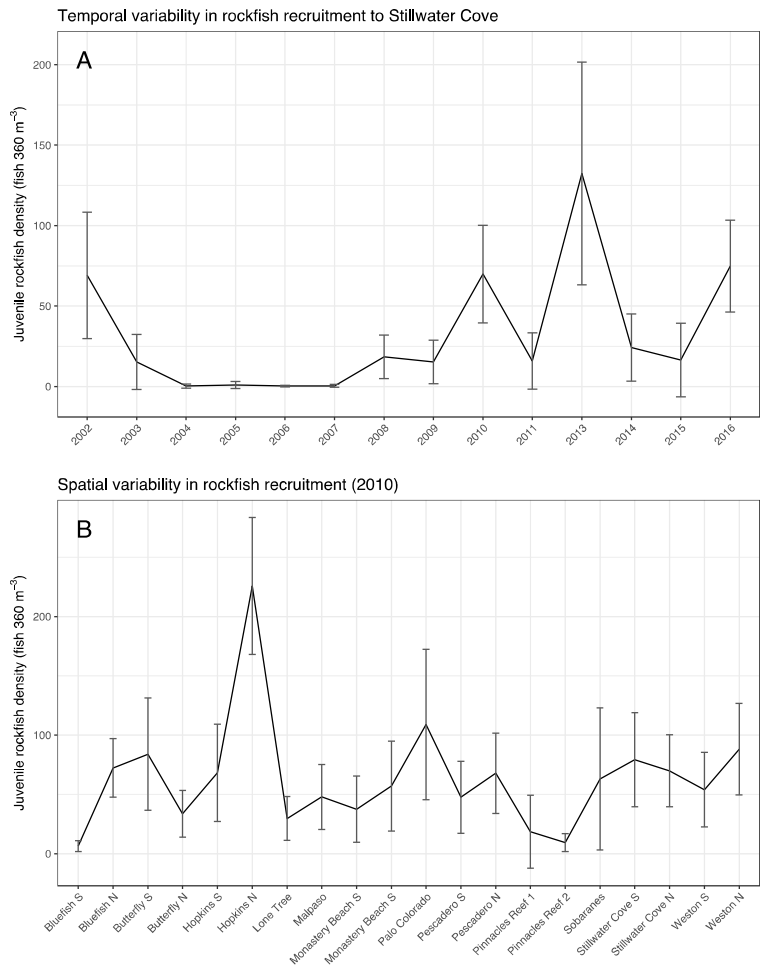 Temporal variability in rockfish recruitment to Stillwater Cove
A
Juvenile rockfish density (fish 360 m⁻³)
200
150
100
50
0
2002 2003 2004 2005 2006 2007 2008 2009 2010 2011 2013 2014 2015 2016
Spatial variability in rockfish recruitment (2010)
B
Juvenile rockfish density (fish 360 m⁻³)
200
100
0
Bluefish S
Bluefish N
Butterfly S
Butterfly N
Hopkins S
Hopkins N
Lone Tree
Malpaso
Monastery Beach S
Monastery Beach S
Palo Colorado
Pescadero S
Pescadero N
Pinnacles Reef 1
Pinnacles Reef 2
Sobaranes
Stillwater Cove S
Stillwater Cove N
Weston S
Weston N